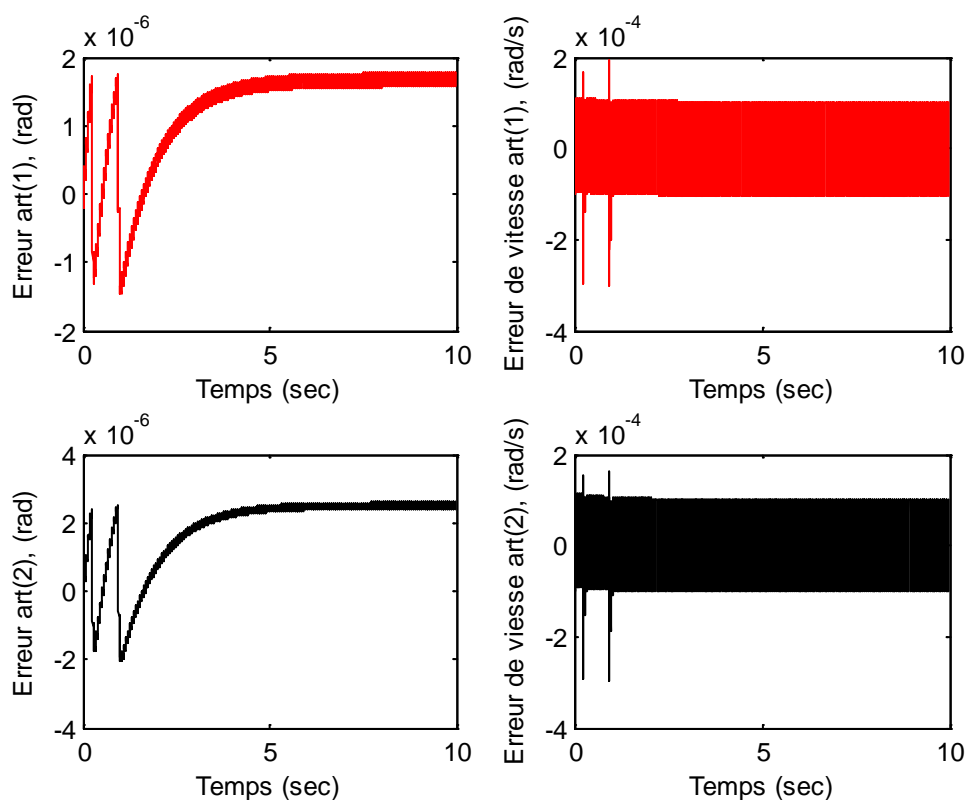 x 10^-6
2
1
0
-1
-2
0 5 10
Temps (sec)
Erreur art(1), (rad)
x 10^-4
2
0
-2
-4
0 5 10
Temps (sec)
Erreur de vitesse art(1), (rad/s)
x 10^-6
4
2
0
-2
-4
0 5 10
Temps (sec)
Erreur art(2), (rad)
x 10^-4
2
0
-2
-4
0 5 10
Temps (sec)
Erreur de viesse art(2), (rad/s)